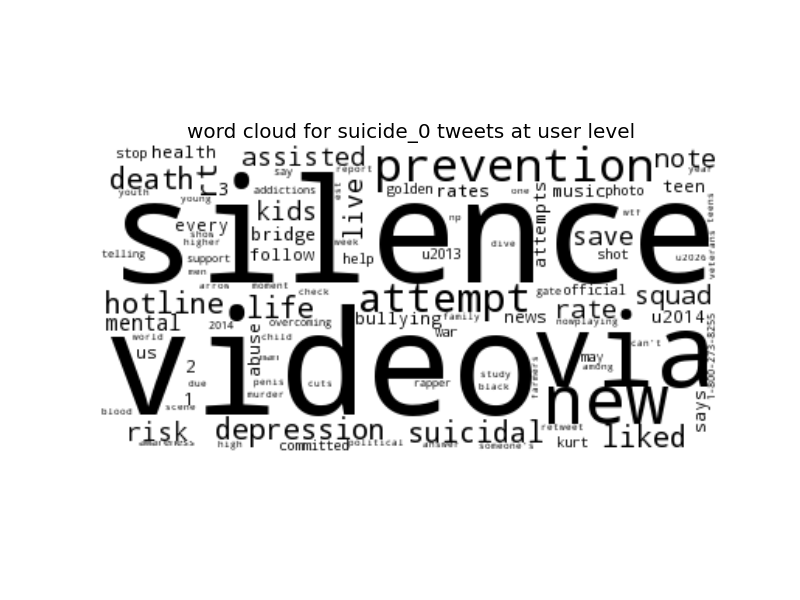 word cloud for suicide_0 tweets at user level
stop health assisted say report prevention note
death rt 3 addictions live golden rates one music photo teen year
youth young kids est np attempts wtf veterans teens
silence
every show higher bridge week dive save
telling support men follow help u2013 shot u2026
arrow moment check gate official
hotline life attempt rate squad
mental 2014 overcoming bullying family news nowplaying u2014
world us abuse child war can't 1-800-273-8255
video via
2 man may among
due 1 penis cuts rapper study black farmers new says
blood scene murder
risk depression suicidal retweet liked
awareness high committed political answer someone's kurt